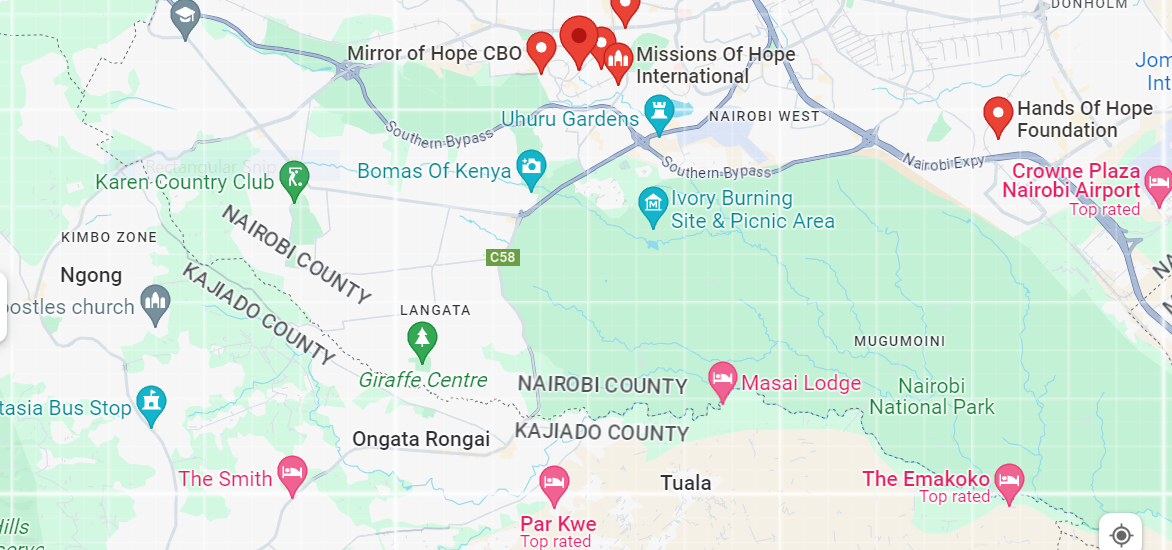 DONHOLM
Mirror of Hope CBO
Missions Of Hope
International
Jom
Int
Uhuru Gardens
NAIROBI WEST
Hands Of Hope
Foundation
Southern Bypass
Southern Bypass
Nairobi Expy
Rectangular Snip
Bomas Of Kenya
Karen Country Club
Crowne Plaza
Nairobi Airport
Top rated
Ivory Burning
Site & Picnic Area
NAIROBI COUNTY
KIMBO ZONE
C58
Ngong
KAJIADO COUNTY
NA
N
postles church
LANGATA
MUGUMOINI
Giraffe Centre
NAIROBI COUNTY
Masai Lodge
Nairobi
National Park
tasia Bus Stop
KAJIADO COUNTY
Ongata Rongai
The Smith
Tuala
The Emakoko
Top rated
Par Kwe
Top rated
Hills